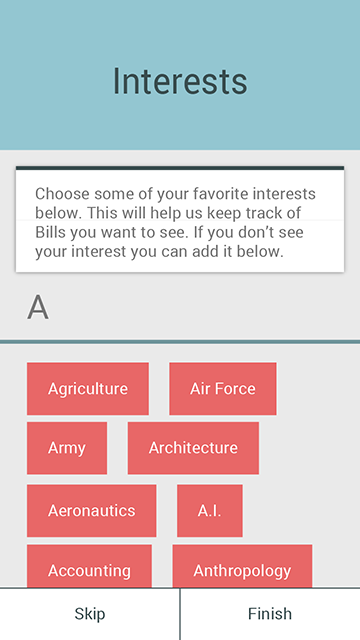 Interests
Choose some of your favorite interests
below. This will help us keep track of
Bills you want to see. If you don't see
your interest you can add it below.
A
Agriculture Air Force
Army Architecture
Aeronautics A.I.
Accounting Anthropology
Skip Finish